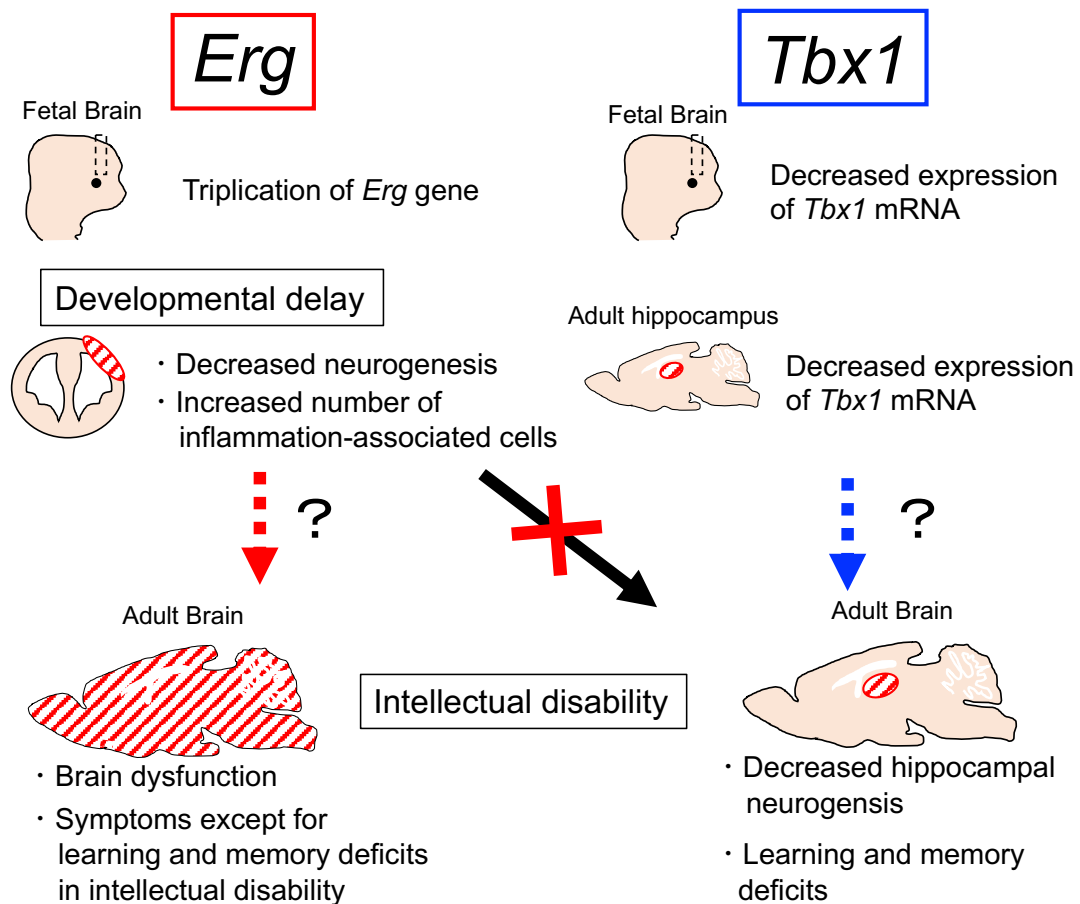 Erg
Fetal Brain
Triplication of Erg gene
Developmental delay
・Decreased neurogenesis
・Increased number of
inflammation-associated cells
?
Adult Brain
・Brain dysfunction
・Symptoms except for
learning and memory deficits
in intellectual disability
Intellectual disability
Tbx1
Fetal Brain
Decreased expression
of Tbx1 mRNA
Adult hippocampus
Decreased expression
of Tbx1 mRNA
?
Adult Brain
・Decreased hippocampal
neurogensis
・Learning and memory
deficits